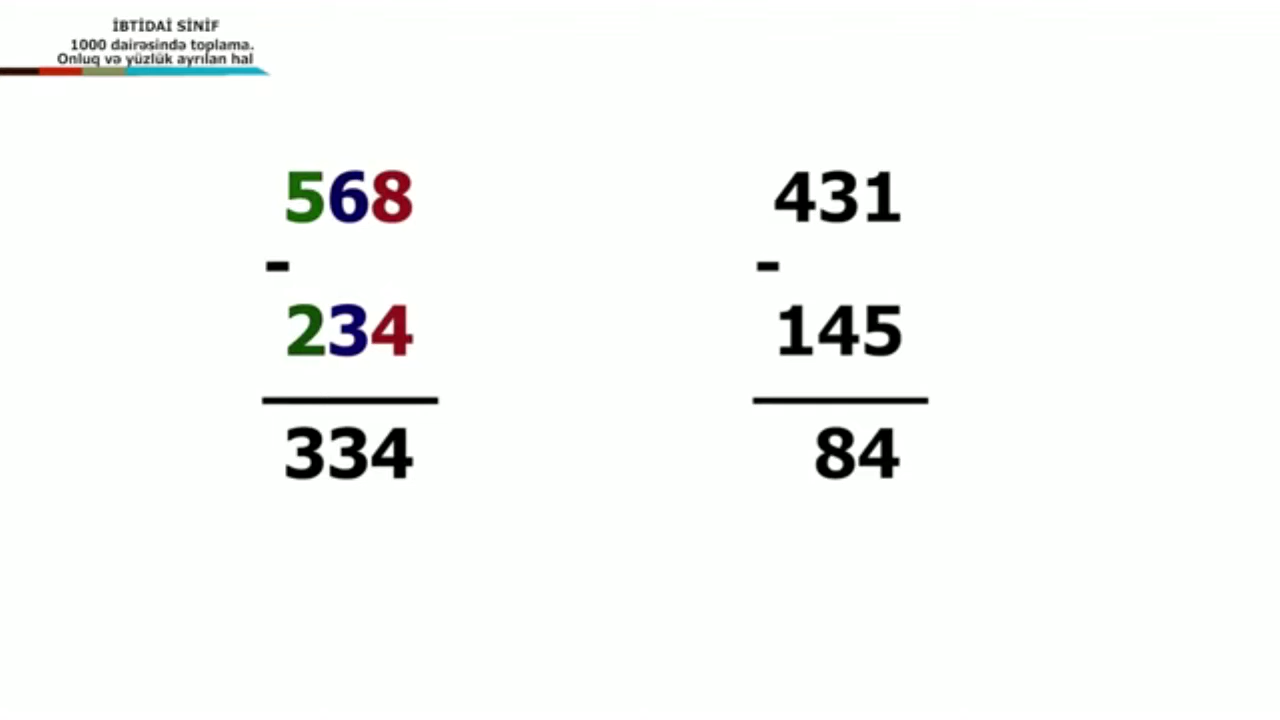 İBTİDAİ SİNİF
1000 dairəsində toplama.
Onluq və yüzlük ayrılan hal
568
-
234
334
431
-
145
84